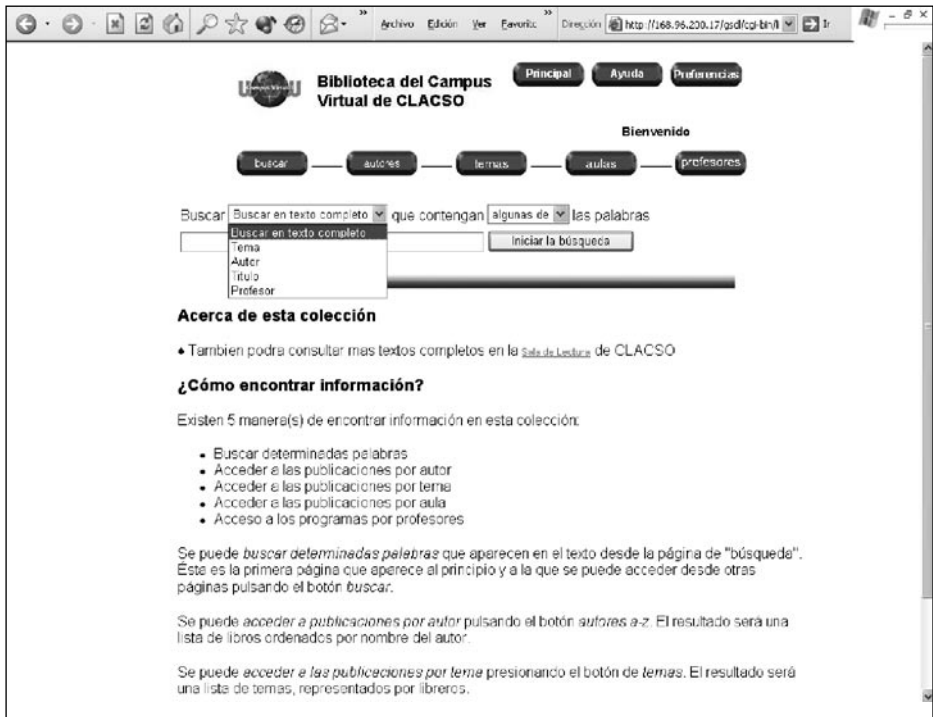 Archivo Edición Ver Favoritc Dirección http://168.96.200.17/gsdl/cgi-bin/l Ir
Principal Ayuda Preferencias
Biblioteca del Campus
Virtual de CLACSO
Bienvenido
buscar autores temas aulas profesores
Buscar Buscar en texto completo que contengan algunas de las palabras
Iniciar la búsqueda
Buscar en texto completo
Tema
Autor
Titulo
Profesor
Acerca de esta colección
Tambien podra consultar mas textos completos en la Sala de Lectura de CLACSO
¿Cómo encontrar información?
Existen 5 manera(s) de encontrar información en esta colección:
Buscar determinadas palabras
Acceder a las publicaciones por autor
Acceder a las publicaciones por tema
Acceder a las publicaciones por aula
Acceso a los programas por profesores
Se puede buscar determinadas palabras que aparecen en el texto desde la página de "búsqueda".
Ésta es la primera página que aparece al principio y a la que se puede acceder desde otras
páginas pulsando el botón buscar.
Se puede acceder a publicaciones por autor pulsando el botón autores a-z. El resultado será una
lista de libros ordenados por nombre del autor.
Se puede acceder a las publicaciones por tema presionando el botón de temas. El resultado será
una lista de temas, representados por libreros.